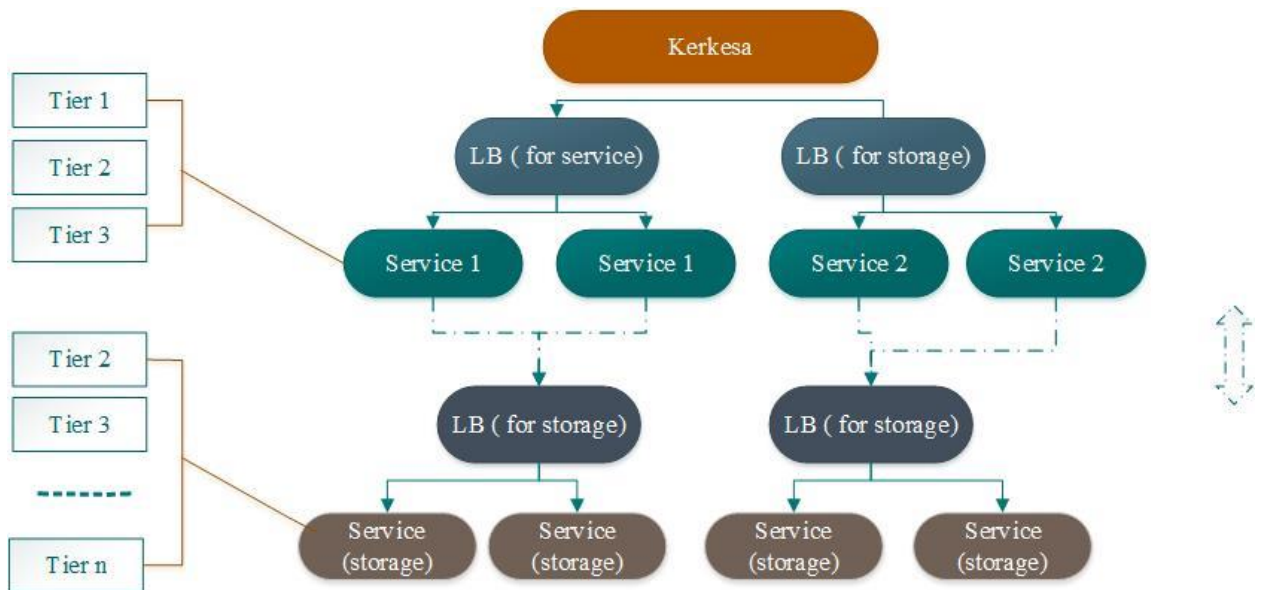 Kerkesa
Tier 1
Tier 2
Tier 3
LB ( for service)
LB ( for storage)
Service 1
Service 1
Service 2
Service 2
Tier 2
Tier 3
Tier n
LB ( for storage)
LB ( for storage)
Service
(storage)
Service
(storage)
Service
(storage)
Service
(storage)